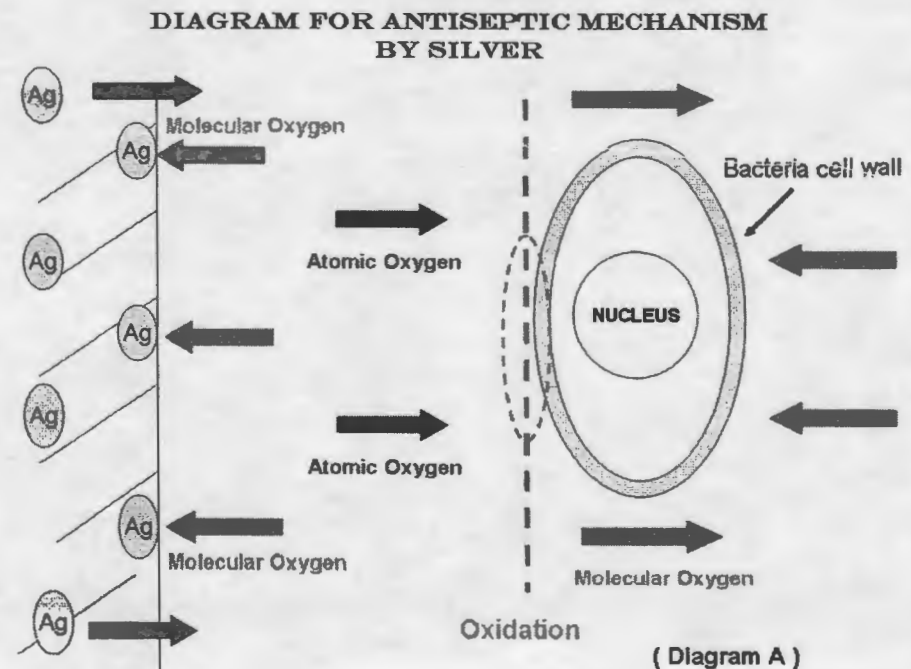 DIAGRAM FOR ANTISEPTIC MECHANISM
BY SILVER
Ag
Molecular Oxygen
Ag
Bacteria cell wall
Ag
Atomic Oxygen
NUCLEUS
Ag
Ag
Atomic Oxygen
Ag
Molecular Oxygen
Molecular Oxygen
Ag
Oxidation
( Diagram A )